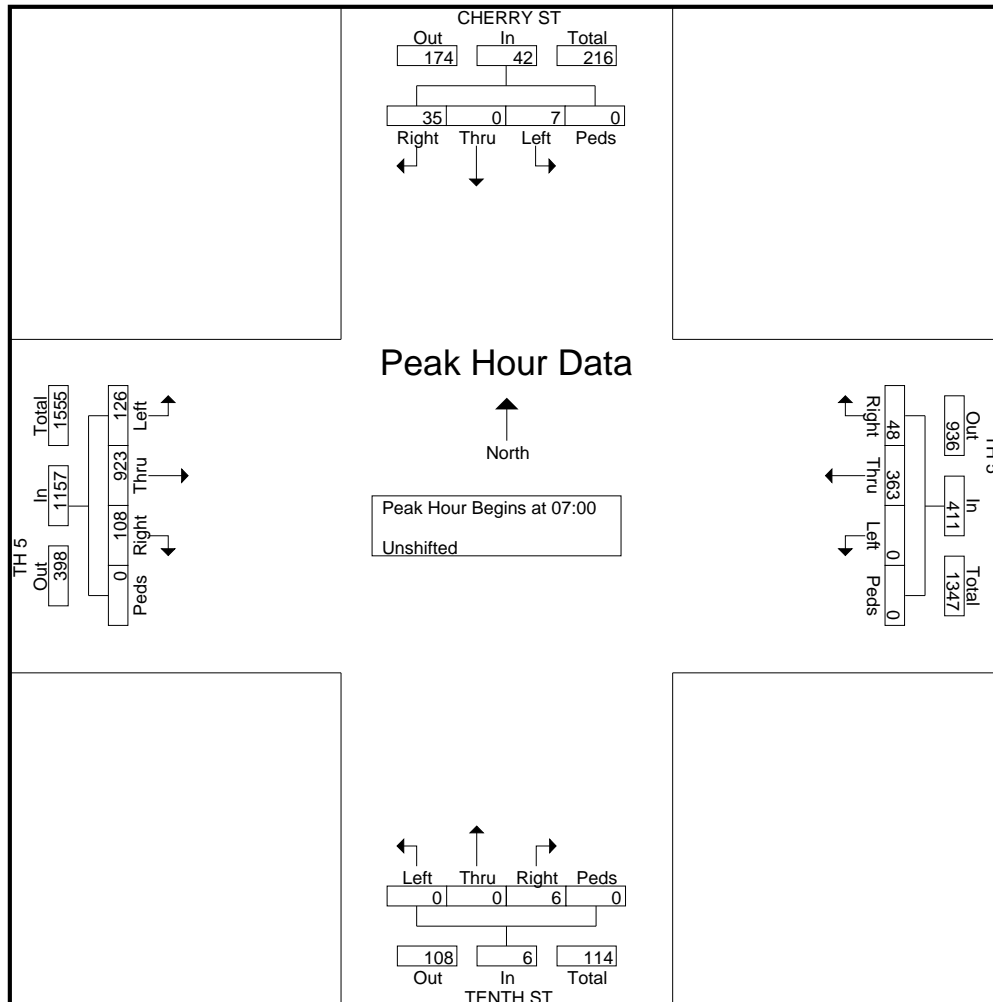 CHERRY ST
Out In Total
174 42 216
35 0 7 0
Right Thru Left Peds
Peak Hour Data
North
Peak Hour Begins at 07:00
Unshifted
TH 5
Total In Out
1555 1157 398
126 923 108 0
Left Thru Right Peds
TH 5
Out In Total
936 411 1347
48 363 0 0
Right Thru Left Peds
Left Thru Right Peds
0 0 6 0
108 6 114
Out In Total
TENTH ST